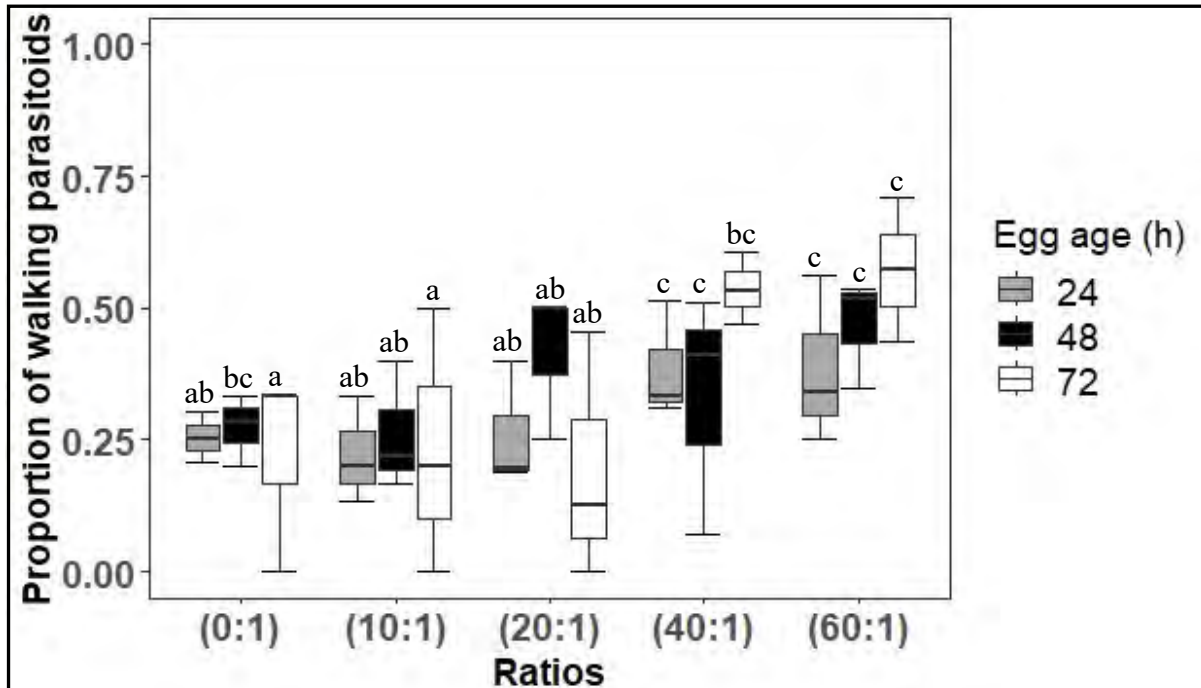 Proportion of walking parasitoids
1.00
0.75
0.50
0.25
0.00
ab bc a
ab ab a
ab ab ab
c c bc
c c c
(0:1) (10:1) (20:1) (40:1) (60:1)
Ratios
Egg age (h)
24
48
72